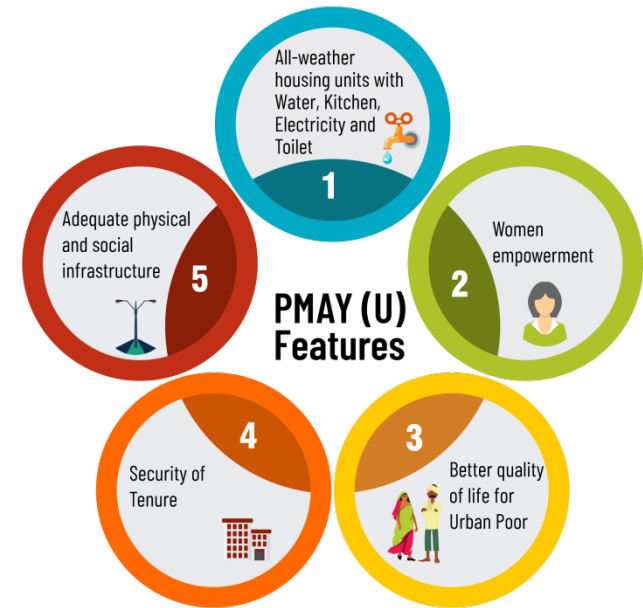 All-weather
housing units with
Water, Kitchen,
Electricity and
Toilet
1
Women
empowerment
2
Better quality
of life for
Urban Poor
3
Security of
Tenure
4
Adequate physical
and social
infrastructure
5
PMAY (U)
Features